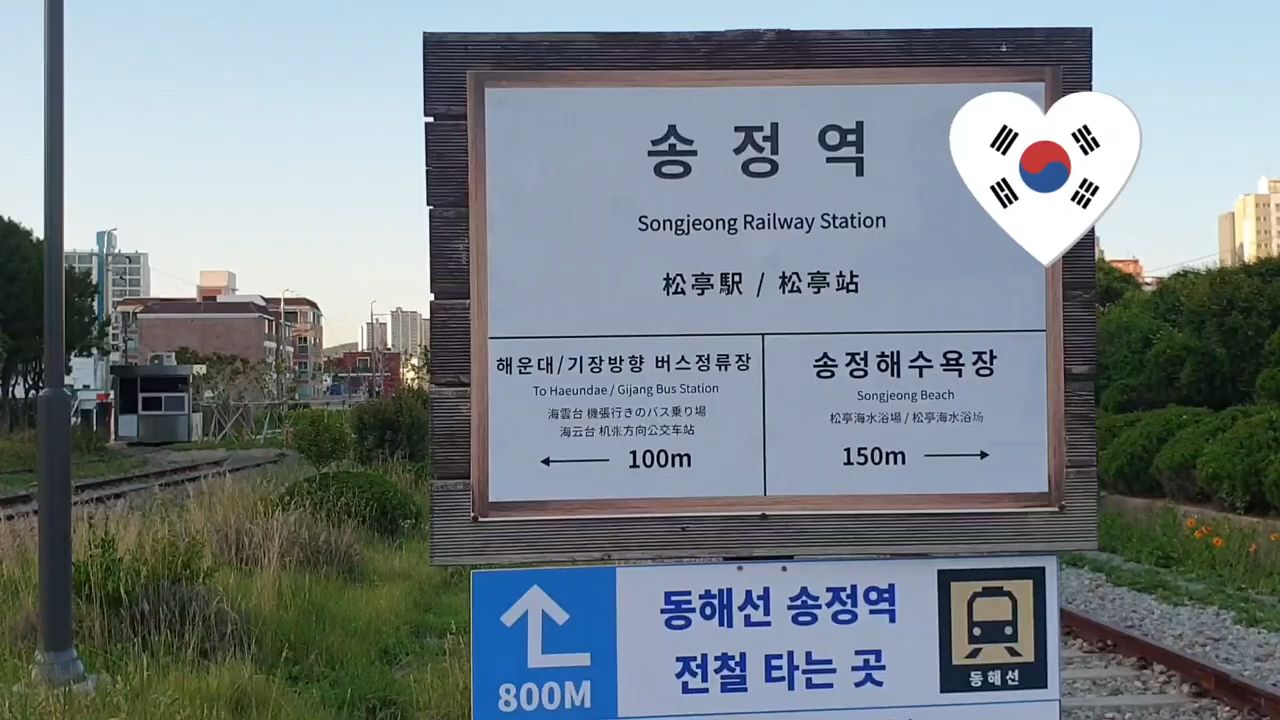 송정역
Songjeong Railway Station
松亭駅 / 松亭站
해운대/기장방향 버스정류장
To Haeundae / Gijang Bus Station
海雲台 機張行きのバス乗り場
海云台 机张方向公交车站
100m
송정해수욕장
Songjeong Beach
松亭海水浴場 / 松亭海水浴场
150m
800M
동해선 송정역
전철 타는 곳
동해선